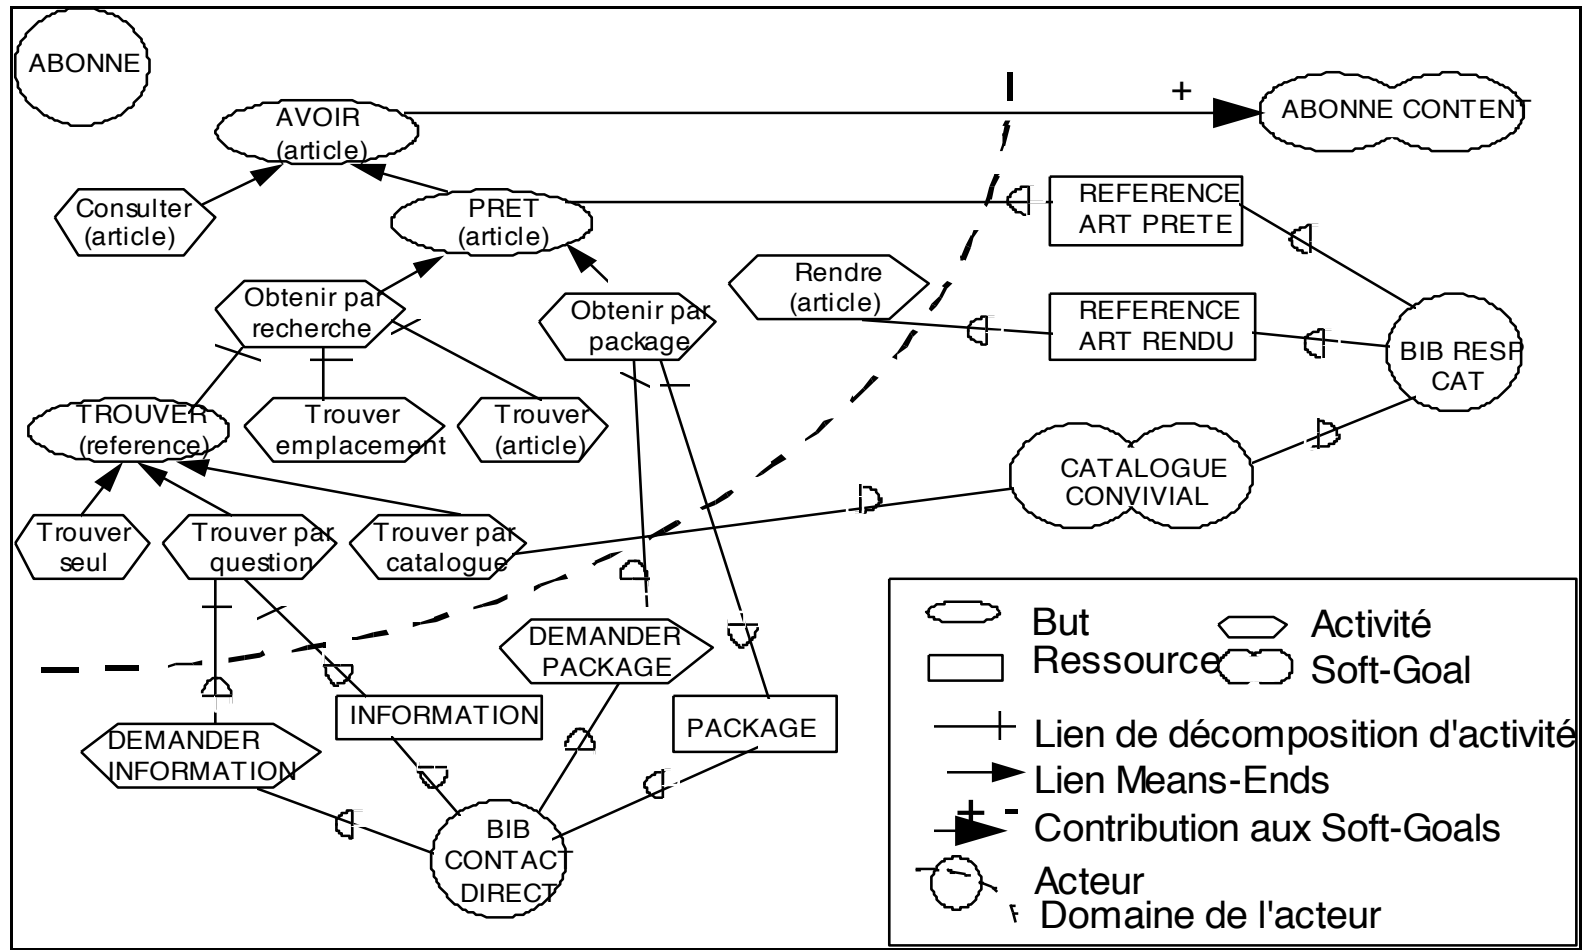 ABONNE
AVOIR
(article)
+
ABONNE CONTENT
Consulter
(article)
PRET
(article)
REFERENCE
ART PRETE
Obtenir par
recherche
Obtenir par
package
Rendre
(article)
REFERENCE
ART RENDU
BIB RESP
CAT
TROUVER
(reference)
Trouver
emplacement
Trouver
(article)
CATALOGUE
CONVIVIAL
Trouver
seul
Trouver par
question
Trouver par
catalogue
DEMANDER
PACKAGE
INFORMATION
PACKAGE
DEMANDER
INFORMATION
BIB
CONTACT
DIRECT
But
Activité
Ressource
Soft-Goal
Lien de décomposition d'activité
Lien Means-Ends
+ -
Contribution aux Soft-Goals
Acteur
Domaine de l'acteur